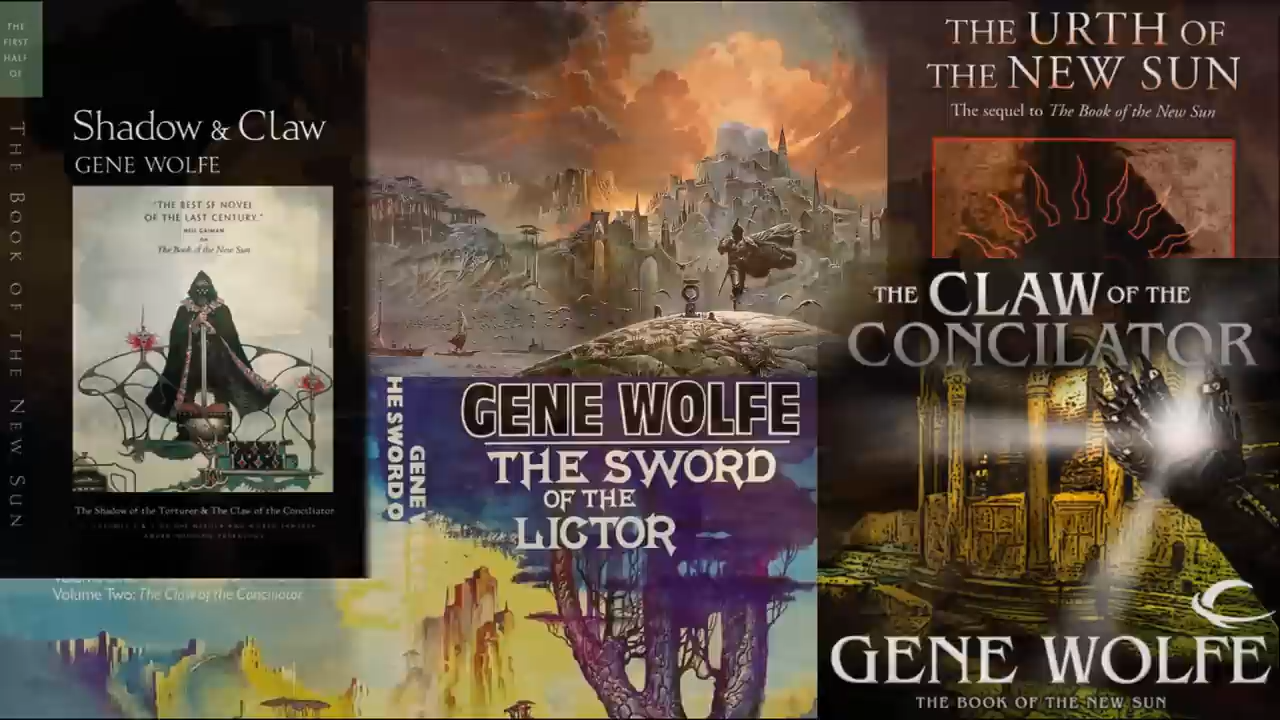 THE
FIRST
HALF
OF
THE BOOK OF THE NEW SUN
Shadow & Claw
GENE WOLFE
"THE BEST SF NOVEL
OF THE LAST CENTURY."
NEIL GAIMAN
on
The Book of the New Sun
The Shadow of the Torturer & The Claw of the Conciliator
Volume Two: The Claw of the Conciliator
HE SWORD O
GENE
GENE WOLFE
THE SWORD
OF THE
LICTOR
THE URTH OF
THE NEW SUN
The sequel to The Book of the New Sun
THE CLAW OF THE
CONCILATOR
GENE WOLFE
THE BOOK OF THE NEW SUN